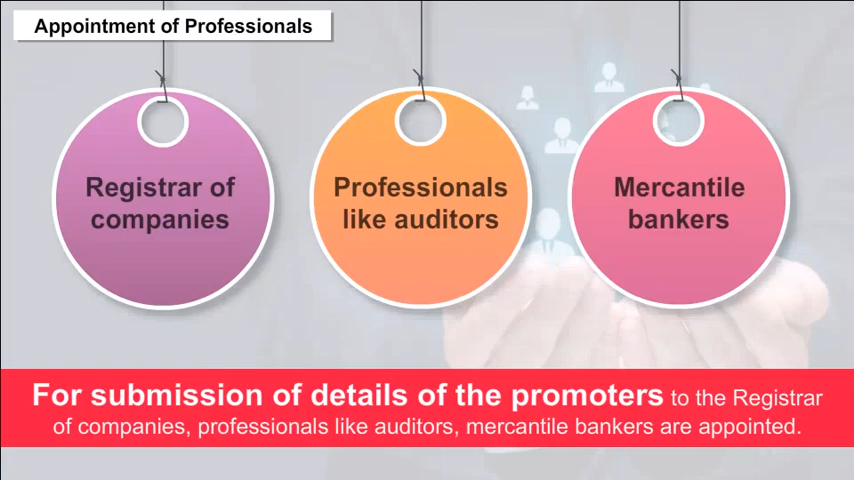 Appointment of Professionals
Registrar of
companies
Professionals
like auditors
Mercantile
bankers
For submission of details of the promoters to the Registrar
of companies, professionals like auditors, mercantile bankers are appointed.